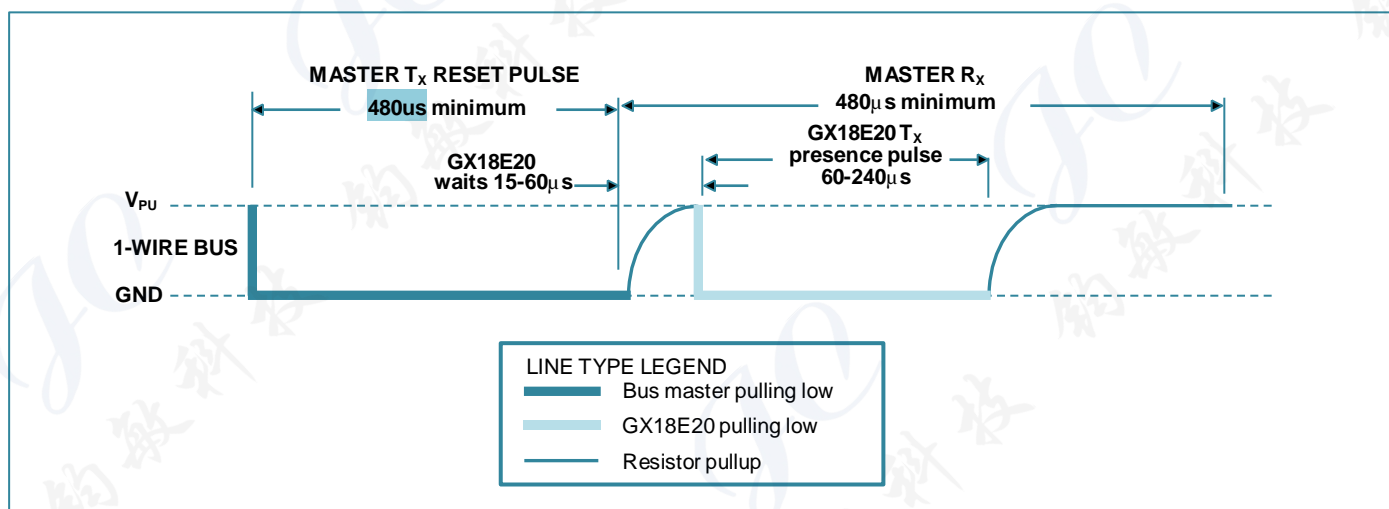 MASTER TX RESET PULSE
480us minimum
MASTER RX
480µs minimum
GX18E20 TX
presence pulse
60-240µs
GX18E20
waits 15-60µs
VPU
1-WIRE BUS
GND
LINE TYPE LEGEND
Bus master pulling low
GX18E20 pulling low
Resistor pullup